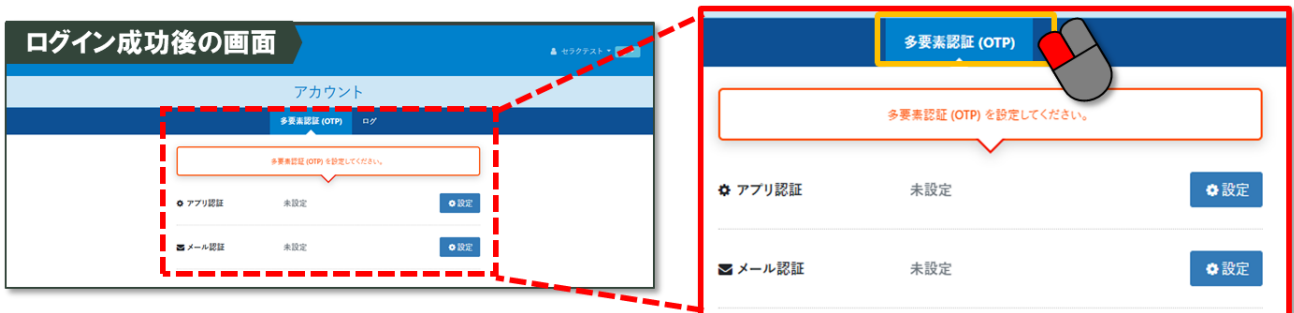 ログイン成功後の画面
セラクテスト
アカウント
多要素認証 (OTP) ログ
多要素認証 (OTP) を設定してください。
アプリ認証 未設定 設定
メール認証 未設定 設定
多要素認証 (OTP)
多要素認証 (OTP) を設定してください。
アプリ認証 未設定 設定
メール認証 未設定 設定